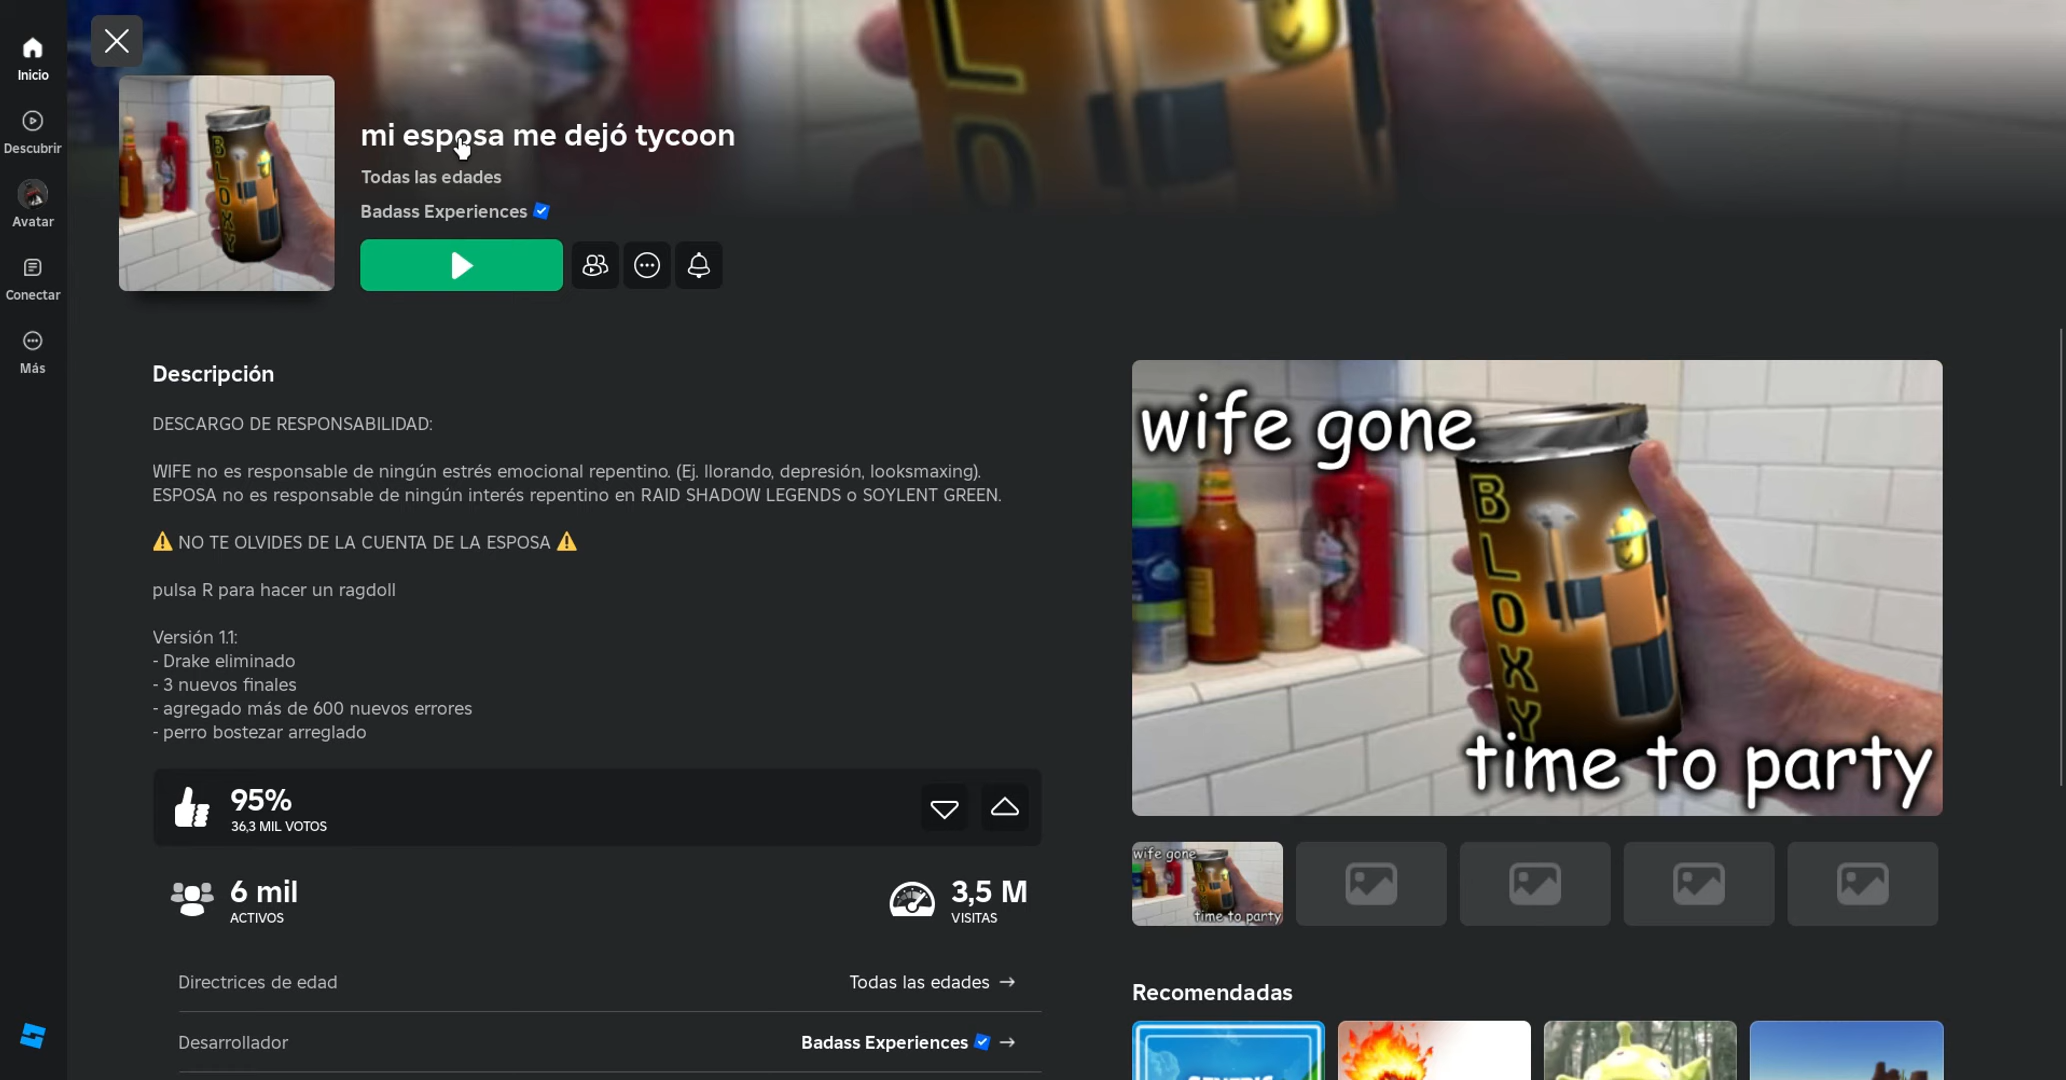 Inicio
Descubrir
Avatar
Conectar
Más
BLOXY
mi esposa me dejó tycoon
Todas las edades
Badass Experiences
Descripción
DESCARGO DE RESPONSABILIDAD:
WIFE no es responsable de ningún estrés emocional repentino. (Ej. llorando, depresión, looksmaxing).
ESPOSA no es responsable de ningún interés repentino en RAID SHADOW LEGENDS o SOYLENT GREEN.
⚠️ NO TE OLVIDES DE LA CUENTA DE LA ESPOSA ⚠️
pulsa R para hacer un ragdoll
Versión 1.1:
- Drake eliminado
- 3 nuevos finales
- agregado más de 600 nuevos errores
- perro bostezar arreglado
95%
36,3 MIL VOTOS
6 mil
ACTIVOS
3,5 M
VISITAS
Directrices de edad
Todas las edades →
Desarrollador
Badass Experiences →
wife gone
BLOXY
time to party
wife gone
time to party
Recomendadas